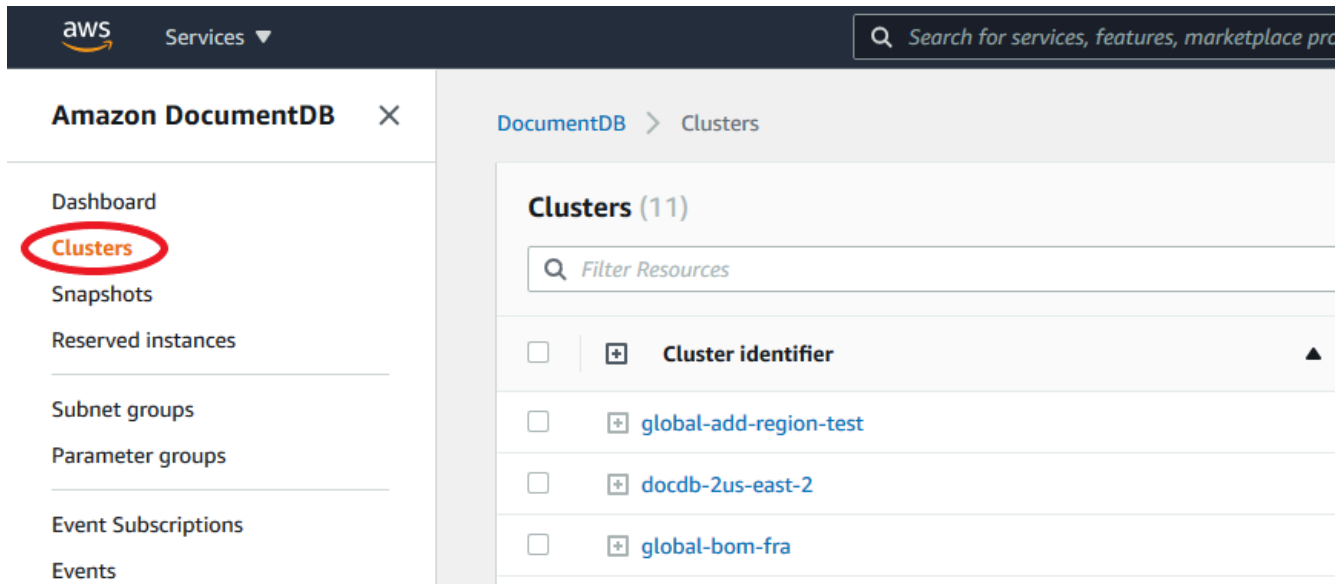 aws
Services
Search for services, features, marketplace
Amazon DocumentDB
Dashboard
Clusters
Snapshots
Reserved instances
Subnet groups
Parameter groups
Event Subscriptions
Events
DocumentDB > Clusters
Clusters (11)
Filter Resources
Cluster identifier
global-add-region-test
docdb-2us-east-2
global-bom-fra